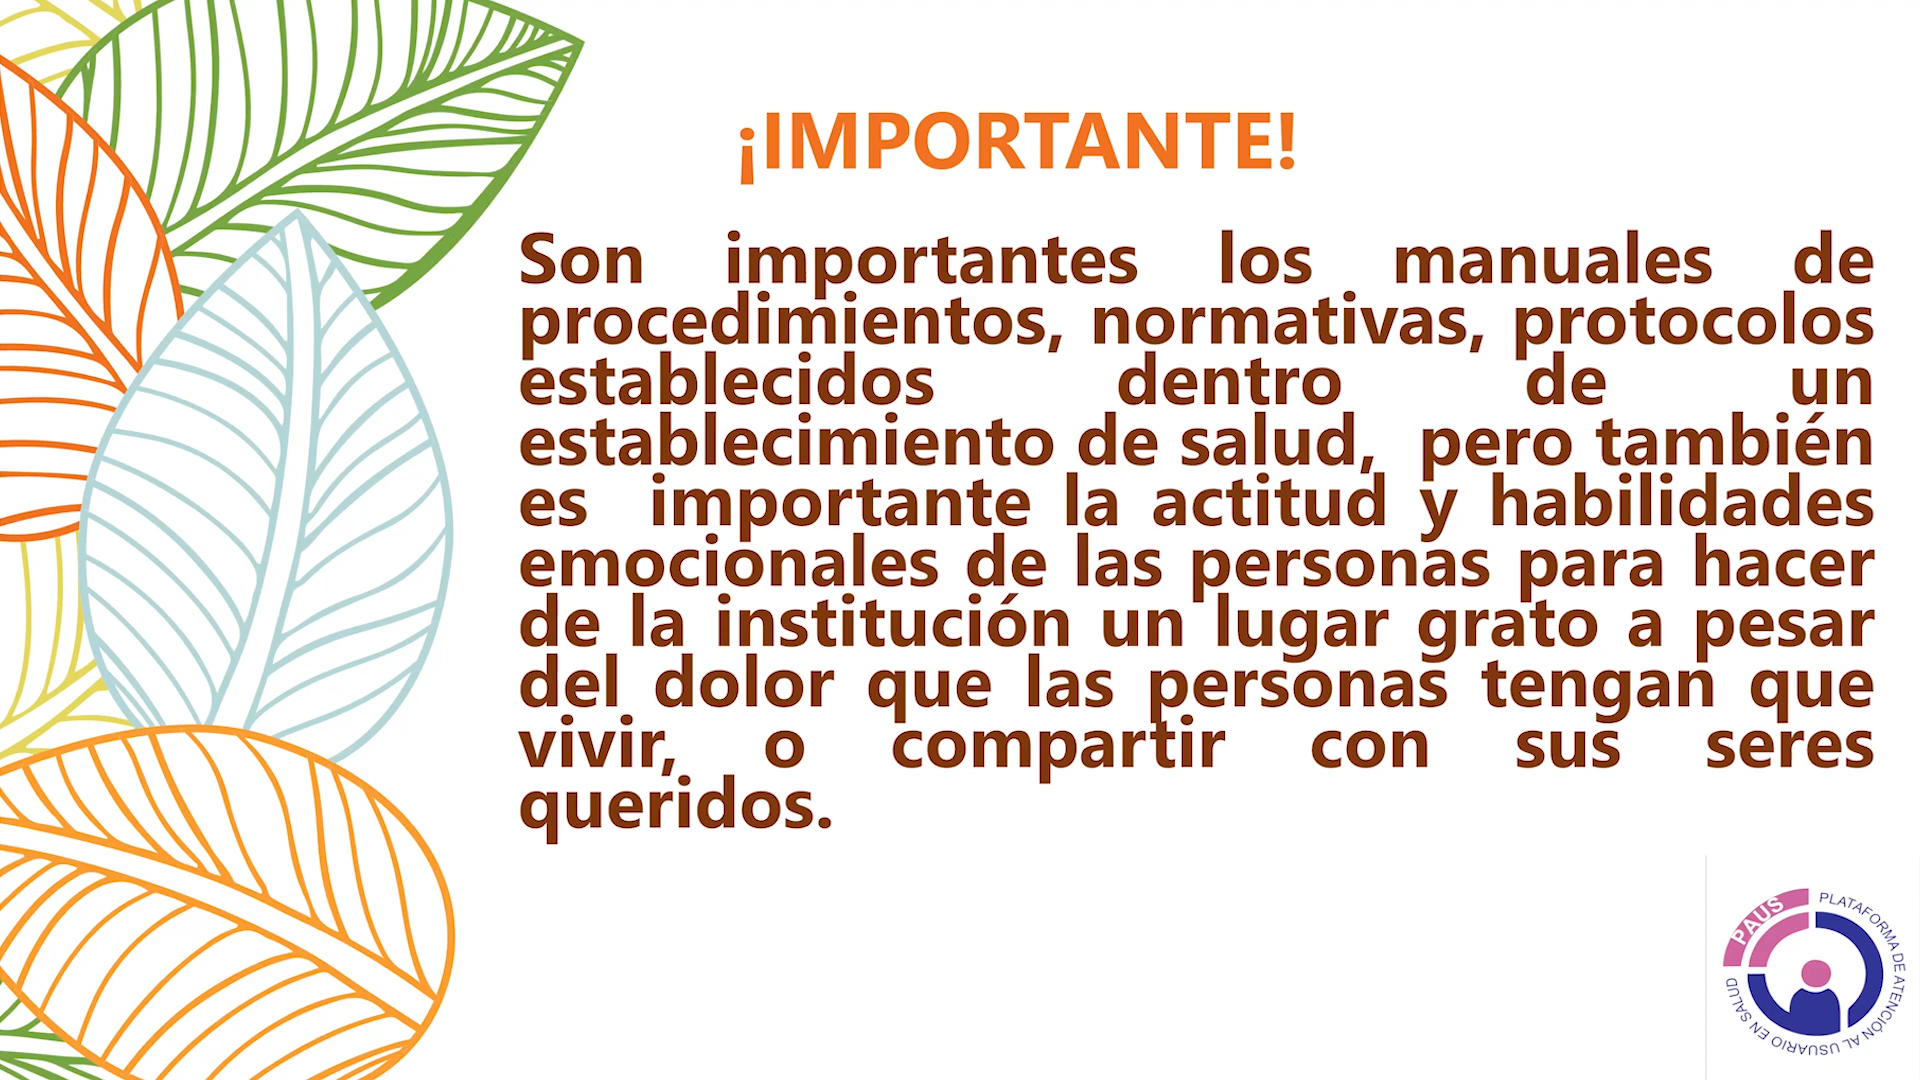 ¡IMPORTANTE!
Son importantes los manuales de
procedimientos, normativas, protocolos
establecidos dentro de un
establecimiento de salud, pero también
es importante la actitud y habilidades
emocionales de las personas para hacer
de la institución un lugar grato a pesar
del dolor que las personas tengan que
vivir, o compartir con sus seres
queridos.
PAUS
PLATAFORMA DE ATENCIÓN AL USUARIO EN SALUD